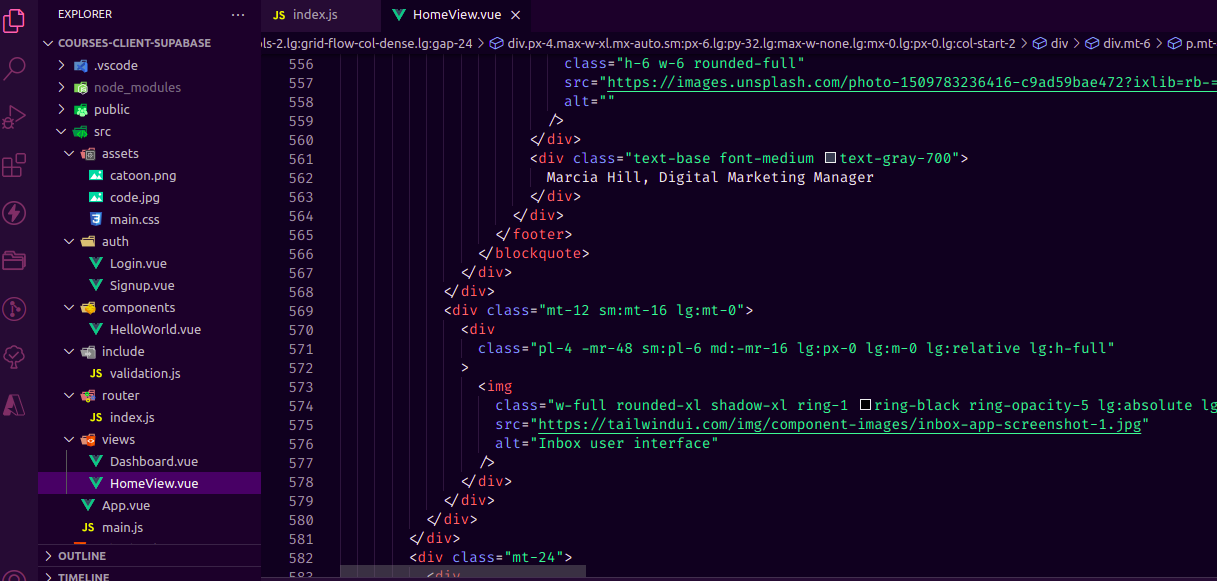 EXPLORER
COURSES-CLIENT-SUPABASE
.vscode
node_modules
public
src
assets
catoon.png
code.jpg
main.css
auth
Login.vue
Signup.vue
components
HelloWorld.vue
include
JS validation.js
router
JS index.js
views
Dashboard.vue
HomeView.vue
App.vue
JS main.js
OUTLINE
TIMELINE
JS index.js
HomeView.vue
ols-2.lg:grid-flow-col-dense.lg:gap-24 > div.px-4.max-w-xl.mx-auto.sm:px-6.lg:py-32.lg:max-w-none.lg:mx-0.lg:px-0.lg:col-start-2 > div > div.mt-6 > p.mt-
556 class="h-6 w-6 rounded-full"
557 src="https://images.unsplash.com/photo-1509783236416-c9ad59bae472?ixlib=rb-=
558 alt=""
559 />
560 </div>
561 <div class="text-base font-medium text-gray-700">
562 Marcia Hill, Digital Marketing Manager
563 </div>
564 </div>
565 </footer>
566 </blockquote>
567 </div>
568 </div>
569 <div class="mt-12 sm:mt-16 lg:mt-0">
570 <div
571 class="pl-4 -mr-48 sm:pl-6 md:-mr-16 lg:px-0 lg:m-0 lg:relative lg:h-full"
572 >
573 <img
574 class="w-full rounded-xl shadow-xl ring-1 ring-black ring-opacity-5 lg:absolute lg
575 src="https://tailwindui.com/img/component-images/inbox-app-screenshot-1.jpg"
576 alt="Inbox user interface"
577 />
578 </div>
579 </div>
580 </div>
581 </div>
582 <div class="mt-24">
583 <div